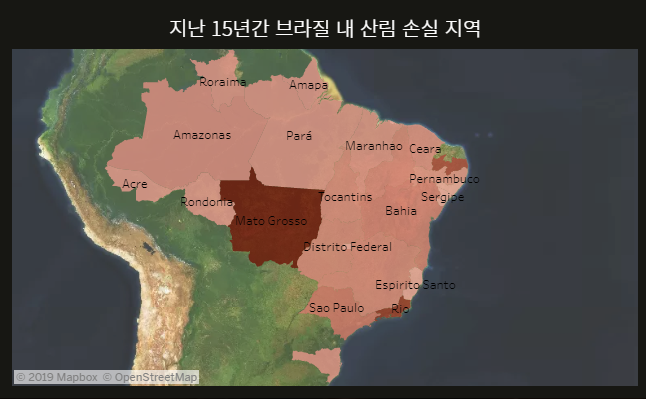 지난 15년간 브라질 내 산림 손실 지역
Roraima
Amapa
Amazonas
Pará
Maranhao
Ceara
Acre
Pernambuco
Rondonia
Tocantins
Sergipe
Mato Grosso
Bahia
Distrito Federal
Espirito Santo
Sao Paulo
Rio
© 2019 Mapbox © OpenStreetMap